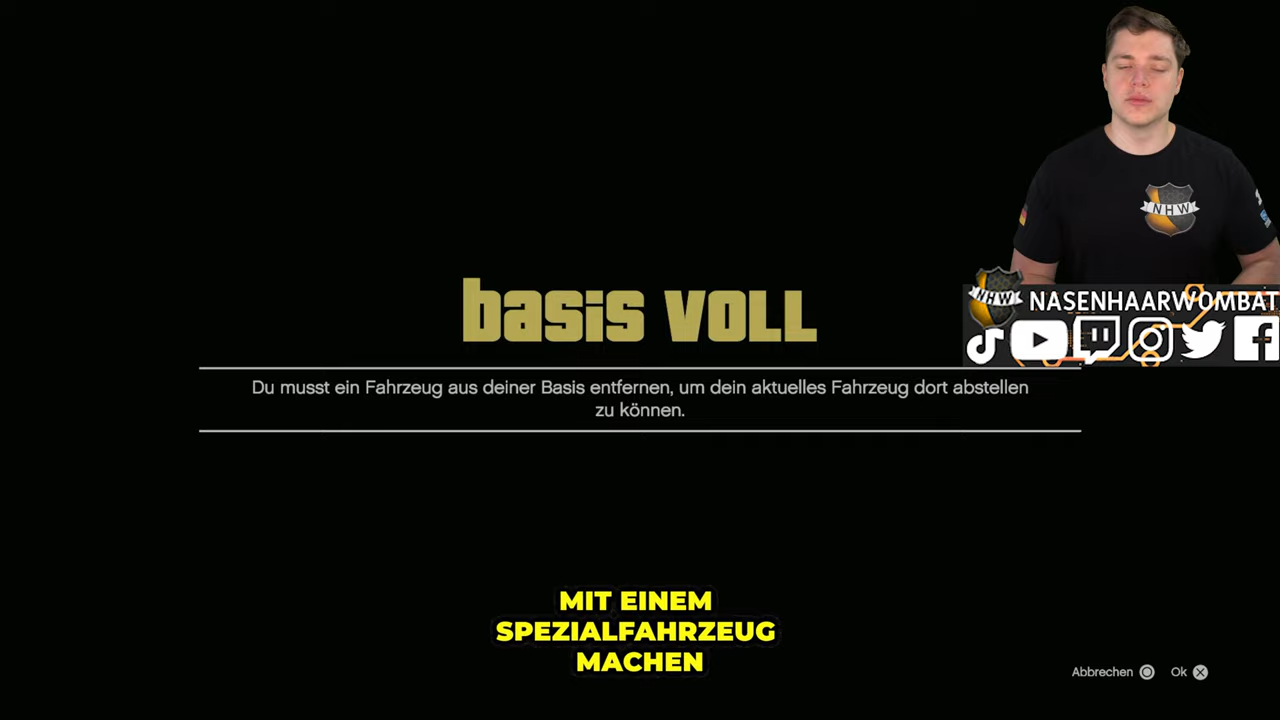 NHW
NHW
NASENHAARWOMBAT
basis voll
Du musst ein Fahrzeug aus deiner Basis entfernen, um dein aktuelles Fahrzeug dort abstellen
zu können.
MIT EINEM
SPEZIALFAHRZEUG
MACHEN
Abbrechen Ok